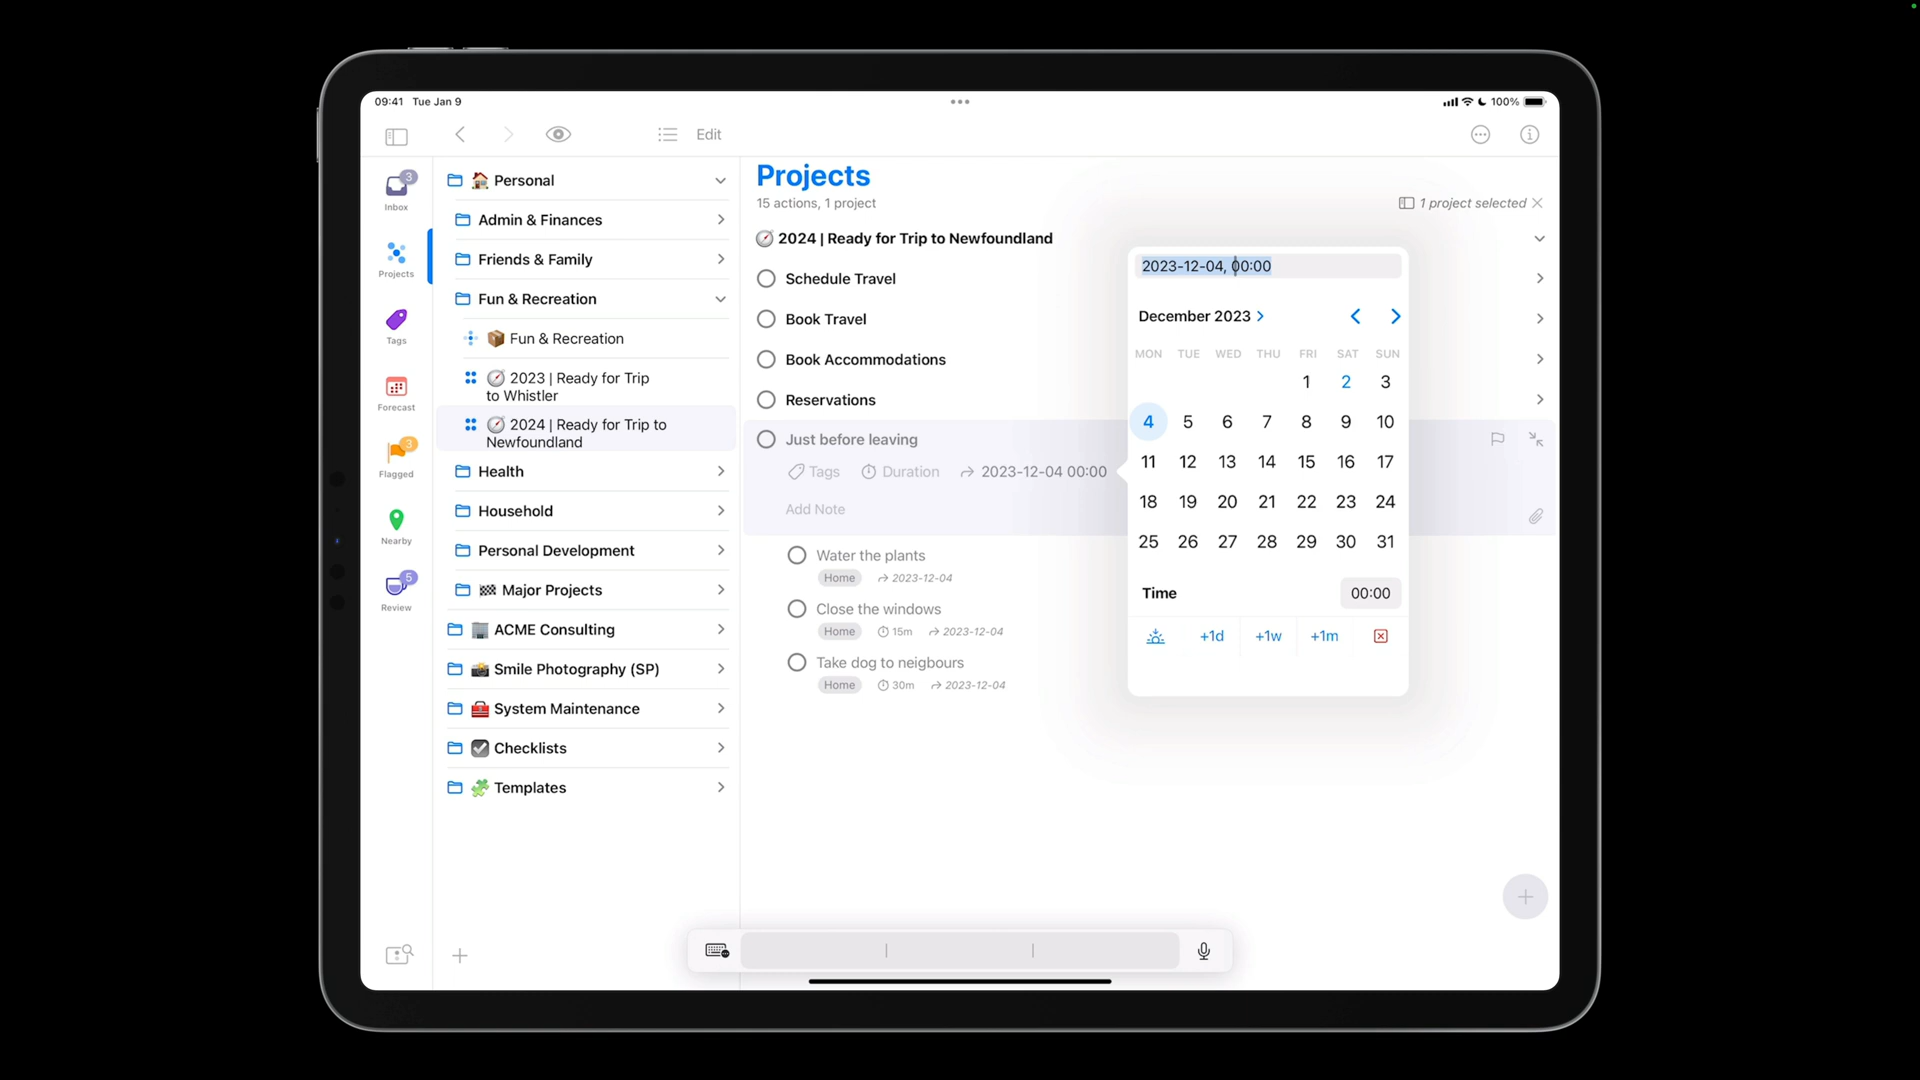 09:41 Tue Jan 9
100%
Edit
3
Inbox
Projects
Tags
Forecast
3
Flagged
Nearby
5
Review
Personal
Admin & Finances
Friends & Family
Fun & Recreation
Fun & Recreation
2023 | Ready for Trip
to Whistler
2024 | Ready for Trip to
Newfoundland
Health
Household
Personal Development
Major Projects
ACME Consulting
Smile Photography (SP)
System Maintenance
Checklists
Templates
Projects
15 actions, 1 project
1 project selected
2024 | Ready for Trip to Newfoundland
Schedule Travel
Book Travel
Book Accommodations
Reservations
Just before leaving
Tags Duration 2023-12-04 00:00
Add Note
Water the plants
Home 2023-12-04
Close the windows
Home 15m 2023-12-04
Take dog to neigbours
Home 30m 2023-12-04
2023-12-04, 00:00
December 2023
MON TUE WED THU FRI SAT SUN
1 2 3
4 5 6 7 8 9 10
11 12 13 14 15 16 17
18 19 20 21 22 23 24
25 26 27 28 29 30 31
Time 00:00
+1d +1w +1m